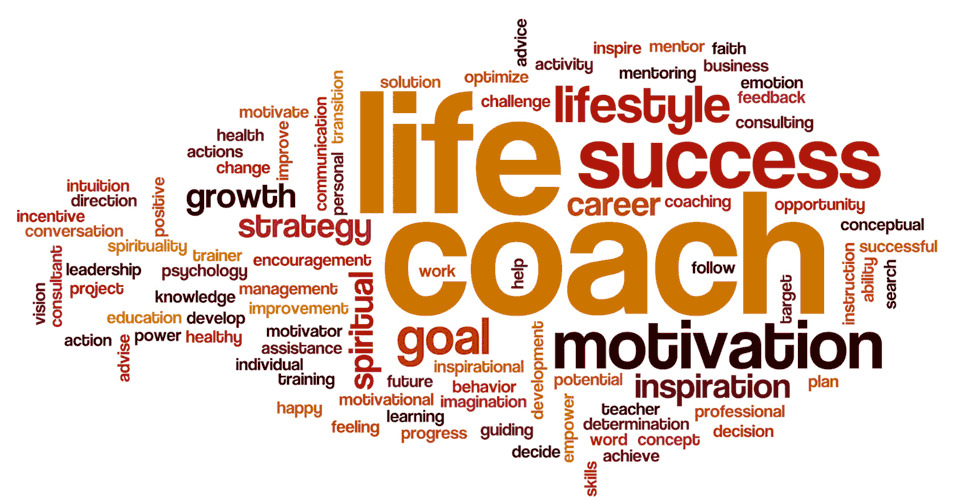 advice
inspire
mentor
faith
activity
business
mentoring
solution
optimize
emotion
transition
challenge
lifestyle
feedback
life
motivate
communication
consulting
health
improve
actions
success
change
personal
intuition
positive
growth
direction
career
coaching
opportunity
incentive
strategy
coach
conceptual
conversation
spirituality
trainer
successful
encouragement
leadership
psychology
work
help
follow
instruction
ability
search
consultant
vision
project
knowledge
management
spiritual
target
education
develop
improvement
action
power
healthy
motivator
goal
motivation
advise
assistance
individual
inspirational
development
training
future
behavior
potential
inspiration
plan
happy
motivational
imagination
empower
teacher
professional
learning
feeling
progress
guiding
determination
decision
word
concept
decide
achieve
skills